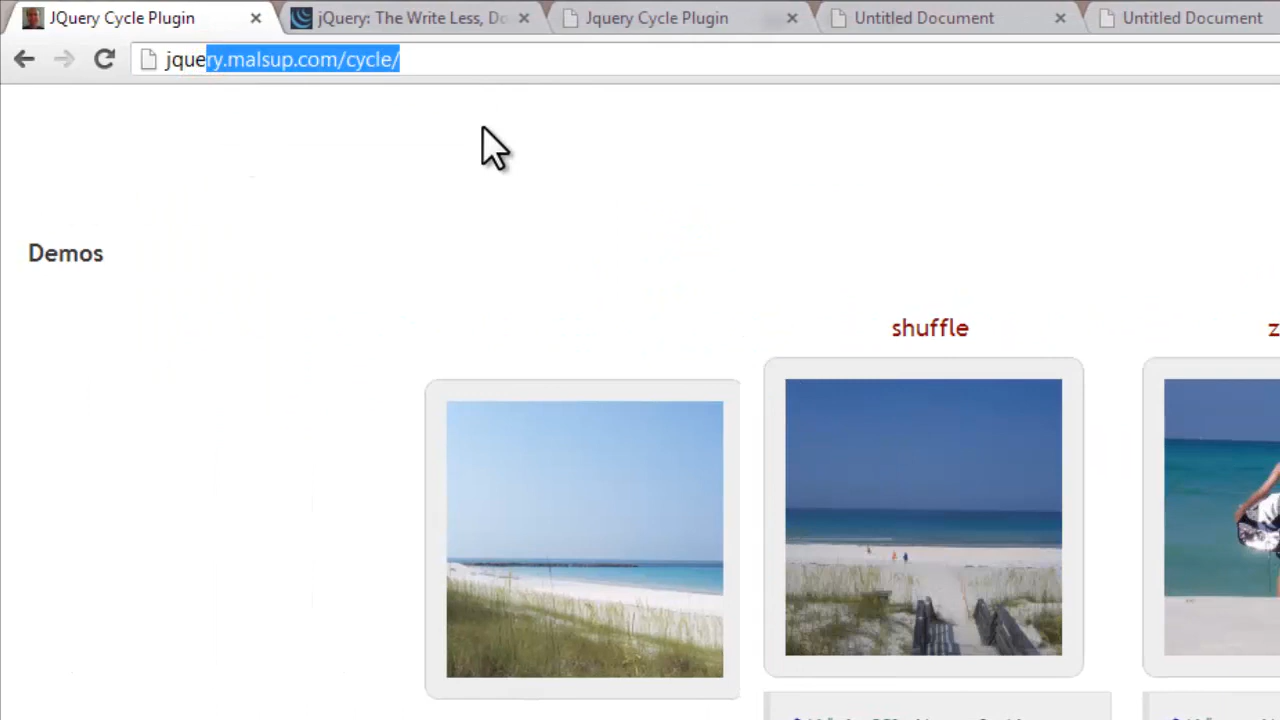 JQuery Cycle Plugin
jQuery: The Write Less, Do
Jquery Cycle Plugin
Untitled Document
Untitled Document
jquery.malsup.com/cycle/
Demos
shuffle
z